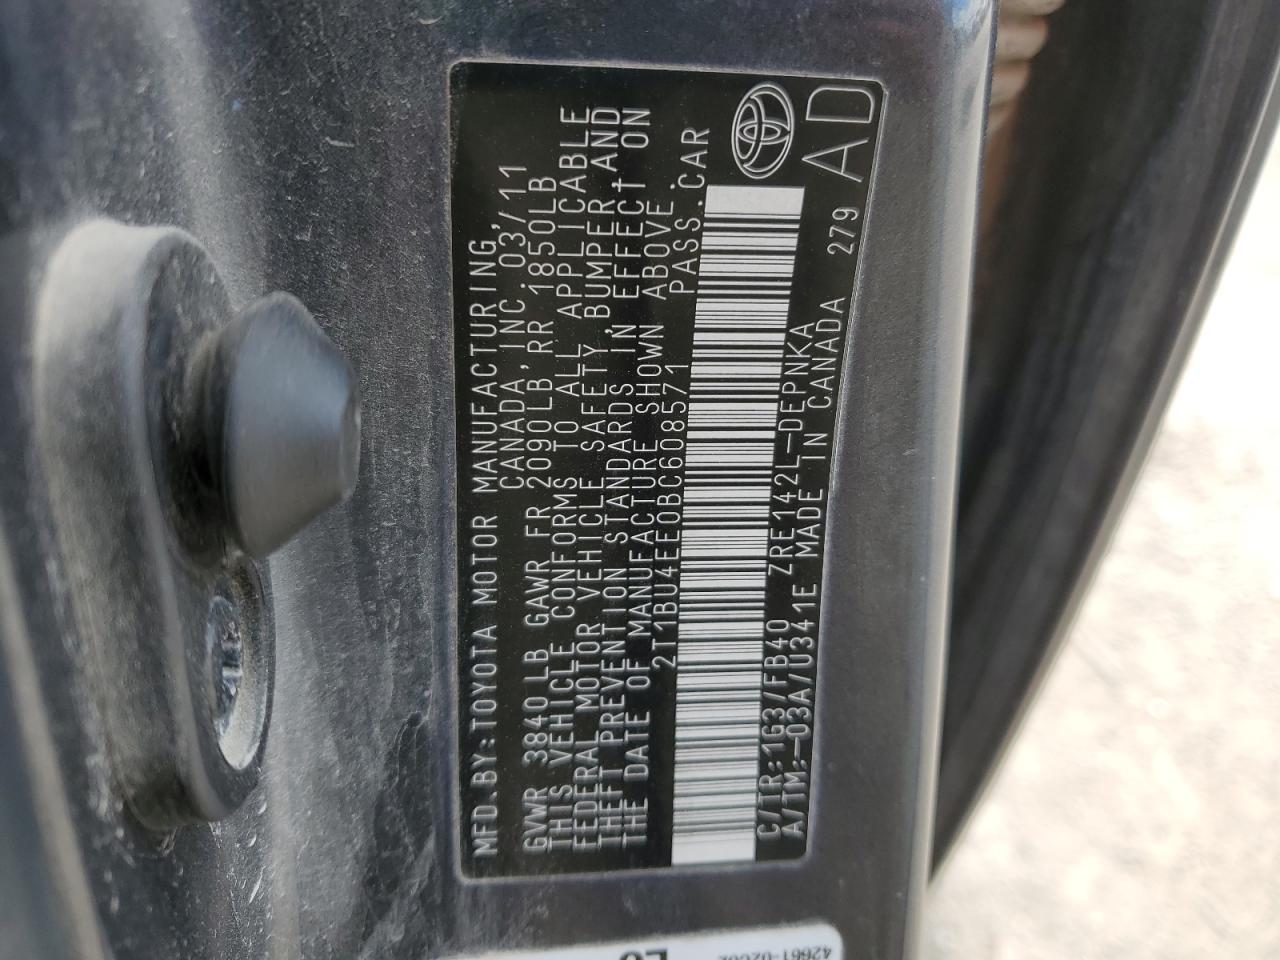 MFD.BY:TOYOTA MOTOR MANUFACTURING,
CANADA,INC. 03/11
GVWR 3840 LB GAWR FR 2090LB,RR 1850LB
THIS VEHICLE CONFORMS TO ALL APPLICABLE
FEDERAL MOTOR VEHICLE SAFETY,BUMPER,AND
THEFT PREVENTION STANDARDS IN EFFECT ON
THE DATE OF MANUFACTURE SHOWN ABOVE.
2T1BU4EE0BC608571 PASS.CAR
C/TR:1G3/FB40 ZRE142L-DEPNKA
A/TM:-03A/U341E MADE IN CANADA 279
AD